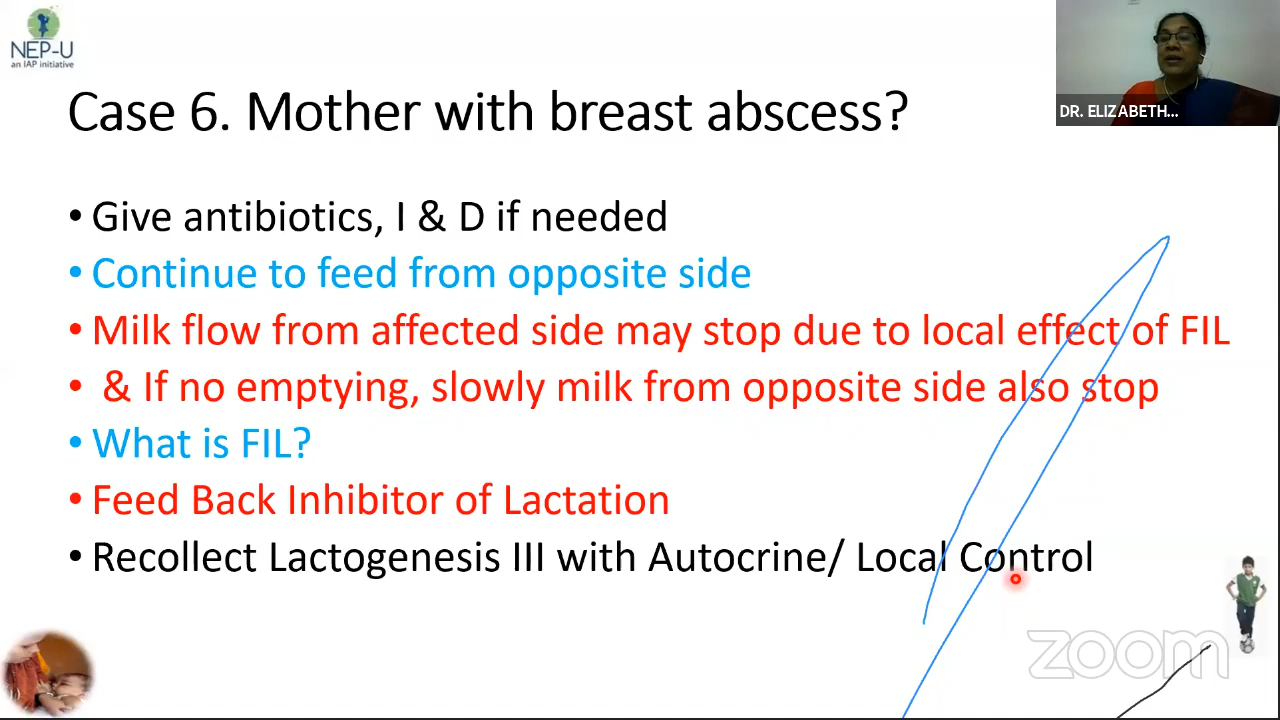 NEP-U
an IAP initiative
DR. ELIZABETH...
Case 6. Mother with breast abscess?
• Give antibiotics, I & D if needed
• Continue to feed from opposite side
• Milk flow from affected side may stop due to local effect of FIL
• & If no emptying, slowly milk from opposite side also stop
• What is FIL?
• Feed Back Inhibitor of Lactation
• Recollect Lactogenesis III with Autocrine/ Local Control
zoom